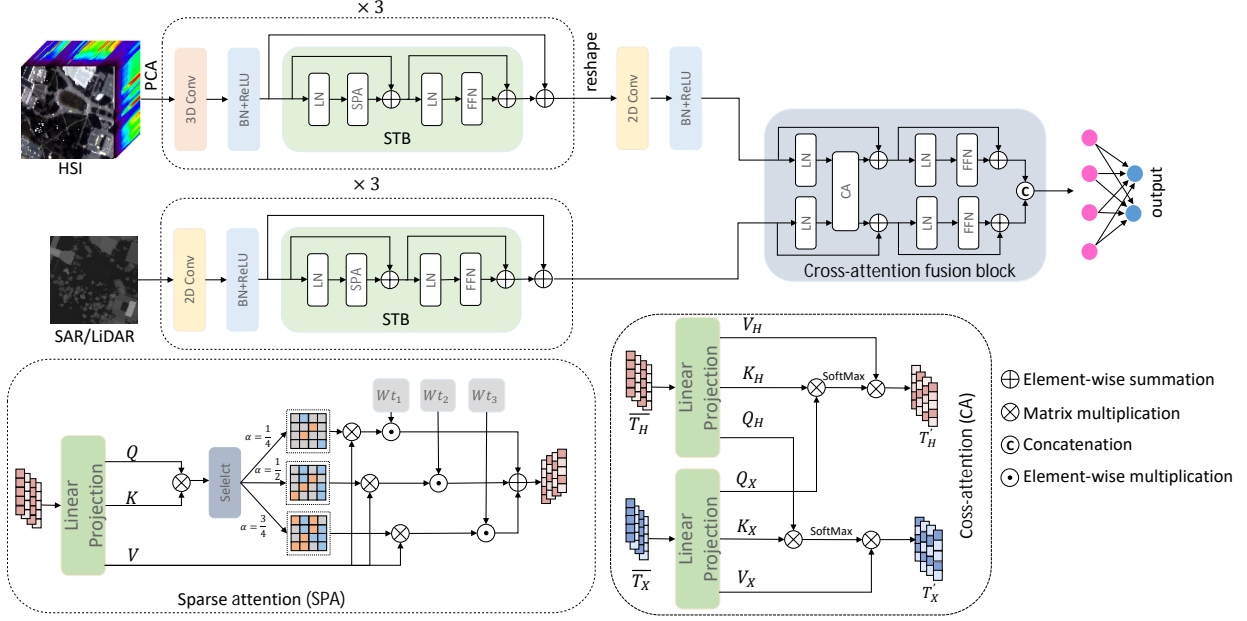 × 3
PCA
3D Conv
BN+ReLU
LN
SPA
LN
FFN
STB
reshape
2D Conv
BN+ReLU
HSI
× 3
2D Conv
BN+ReLU
LN
SPA
LN
FFN
STB
SAR/LiDAR
LN
CA
LN
FFN
LN
LN
FFN
C
Cross-attention fusion block
output
Linear Projection
Q
K
V
Selelct
α = 1/4
α = 1/2
α = 3/4
Wt₁
Wt₂
Wt₃
Sparse attention (SPA)
Linear Projection
V_H
K_H
Q_H
SoftMax
T̅_H
T′_H
Linear Projection
Q_X
K_X
V_X
SoftMax
T̅_X
T′_X
Coss-attention (CA)
Element-wise summation
Matrix multiplication
C Concatenation
Element-wise multiplication